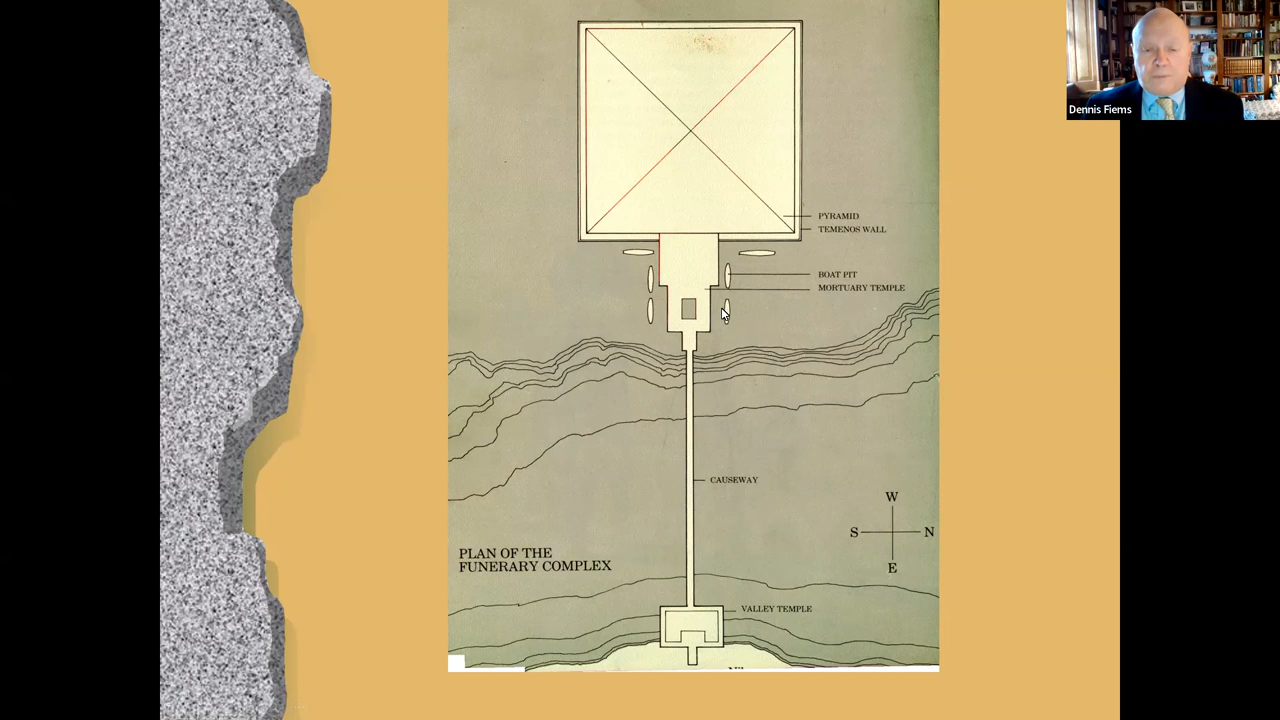 Dennis Fiems
PYRAMID
TEMENOS WALL
BOAT PIT
MORTUARY TEMPLE
CAUSEWAY
W
S N
E
PLAN OF THE
FUNERARY COMPLEX
VALLEY TEMPLE